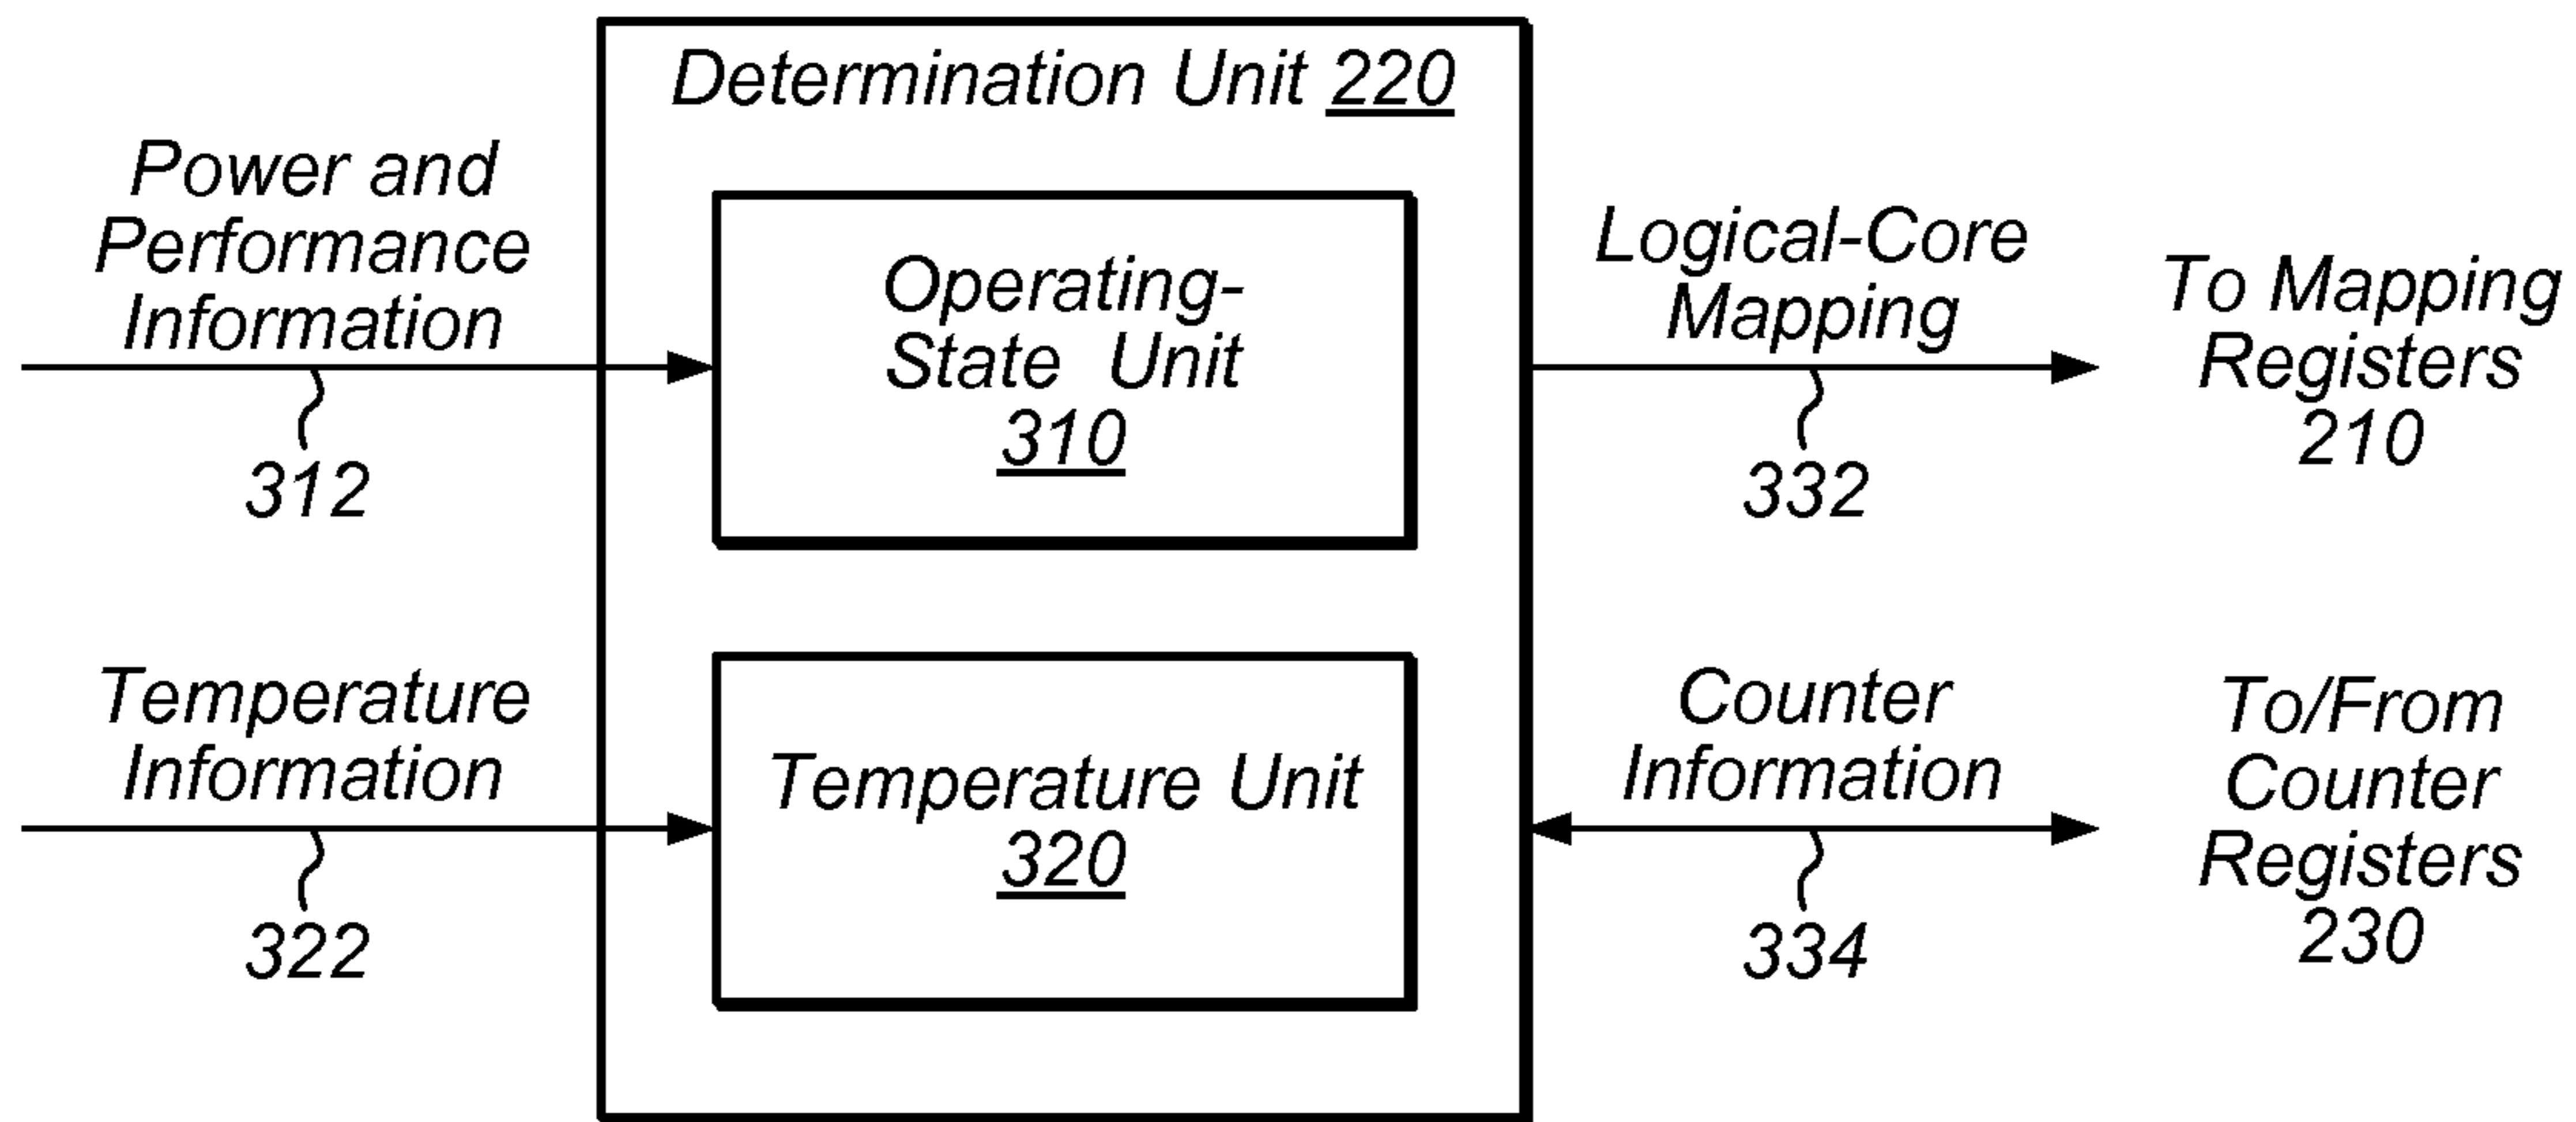 Determination Unit 220
Power and
Performance
Information
312
Operating-
State Unit
310
Logical-Core
Mapping
332
To Mapping
Registers
210
Temperature
Information
322
Temperature Unit
320
Counter
Information
334
To/From
Counter
Registers
230